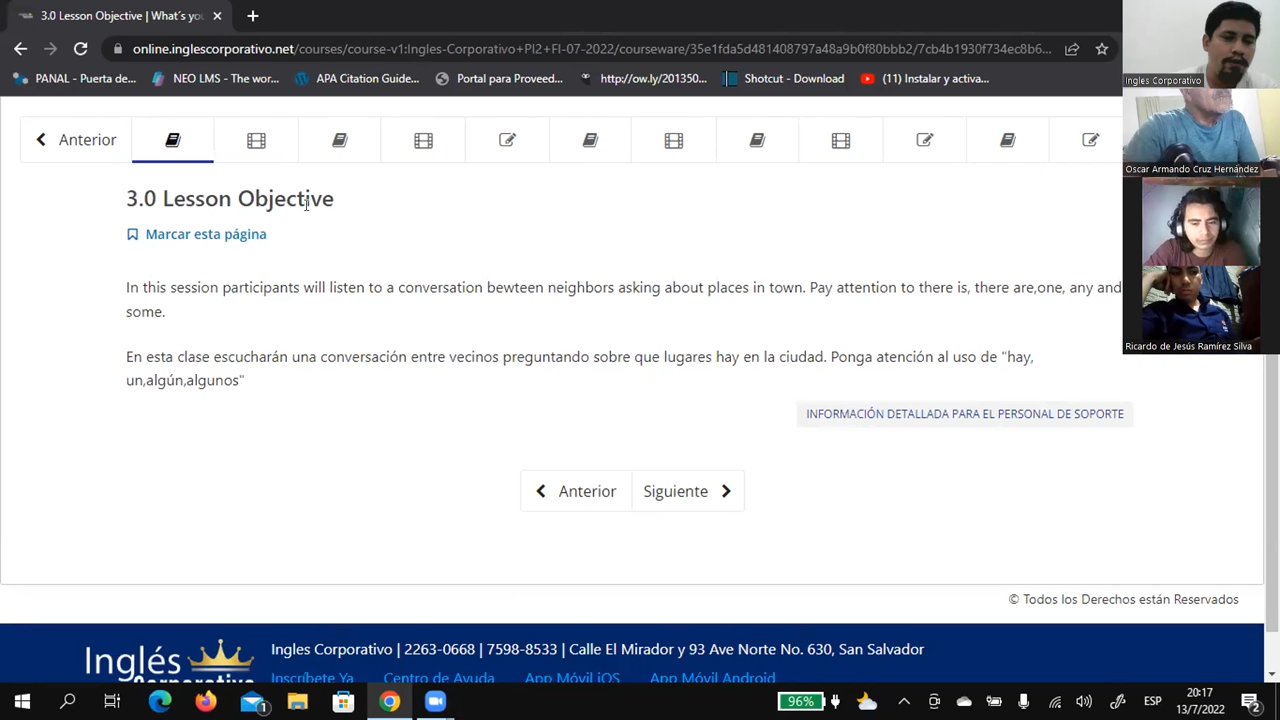 3.0 Lesson Objective | What´s yo
online.inglescorporativo.net/courses/course-v1:Ingles-Corporativo+PI2+FI-07-2022/courseware/35e1fda5d481408797a48a9b0f80bbb2/7cb4b1930f734ec8b6...
PANAL - Puerta de...
NEO LMS - The wor...
APA Citation Guide...
Portal para Proveed...
http://ow.ly/201350...
Shotcut - Download
(11) Instalar y activa...
Ingles Corporativo
Anterior
Oscar Armando Cruz Hernández
3.0 Lesson Objective
Marcar esta página
In this session participants will listen to a conversation bewteen neighbors asking about places in town. Pay attention to there is, there are,one, any and
some.
Ricardo de Jesús Ramírez Silva
En esta clase escucharán una conversación entre vecinos preguntando sobre que lugares hay en la ciudad. Ponga atención al uso de "hay,
un,algún,algunos"
INFORMACIÓN DETALLADA PARA EL PERSONAL DE SOPORTE
Anterior
Siguiente
© Todos los Derechos están Reservados
Inglés
Corporativo
Ingles Corporativo | 2263-0668 | 7598-8533 | Calle El Mirador y 93 Ave Norte No. 630, San Salvador
Inscríbete Ya
Centro de Ayuda
App Móvil iOS
App Móvil Android
1
96%
ESP
20:17
13/7/2022
2